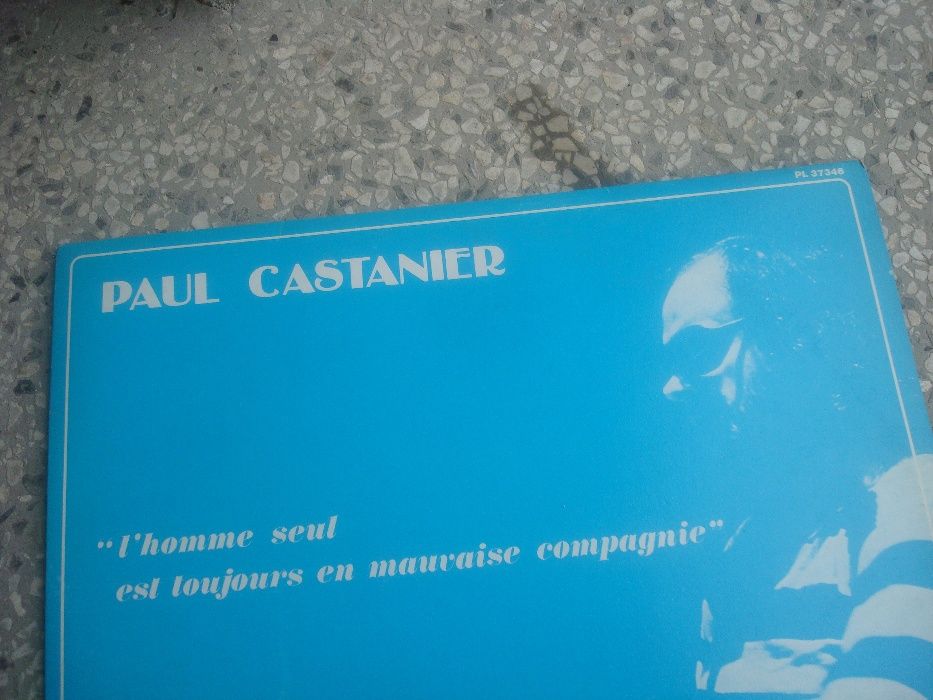 PL 37346
PAUL CASTANIER
"l'homme seul
est toujours en mauvaise compagnie"